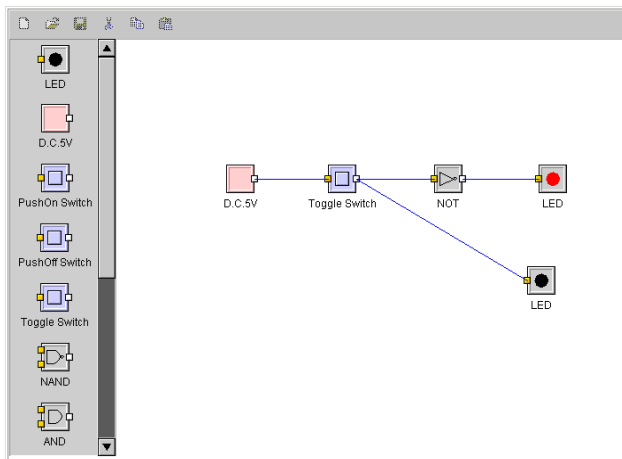 LED
D.C.5V
PushOn Switch
PushOff Switch
Toggle Switch
NAND
AND
D.C.5V
Toggle Switch
NOT
LED
LED